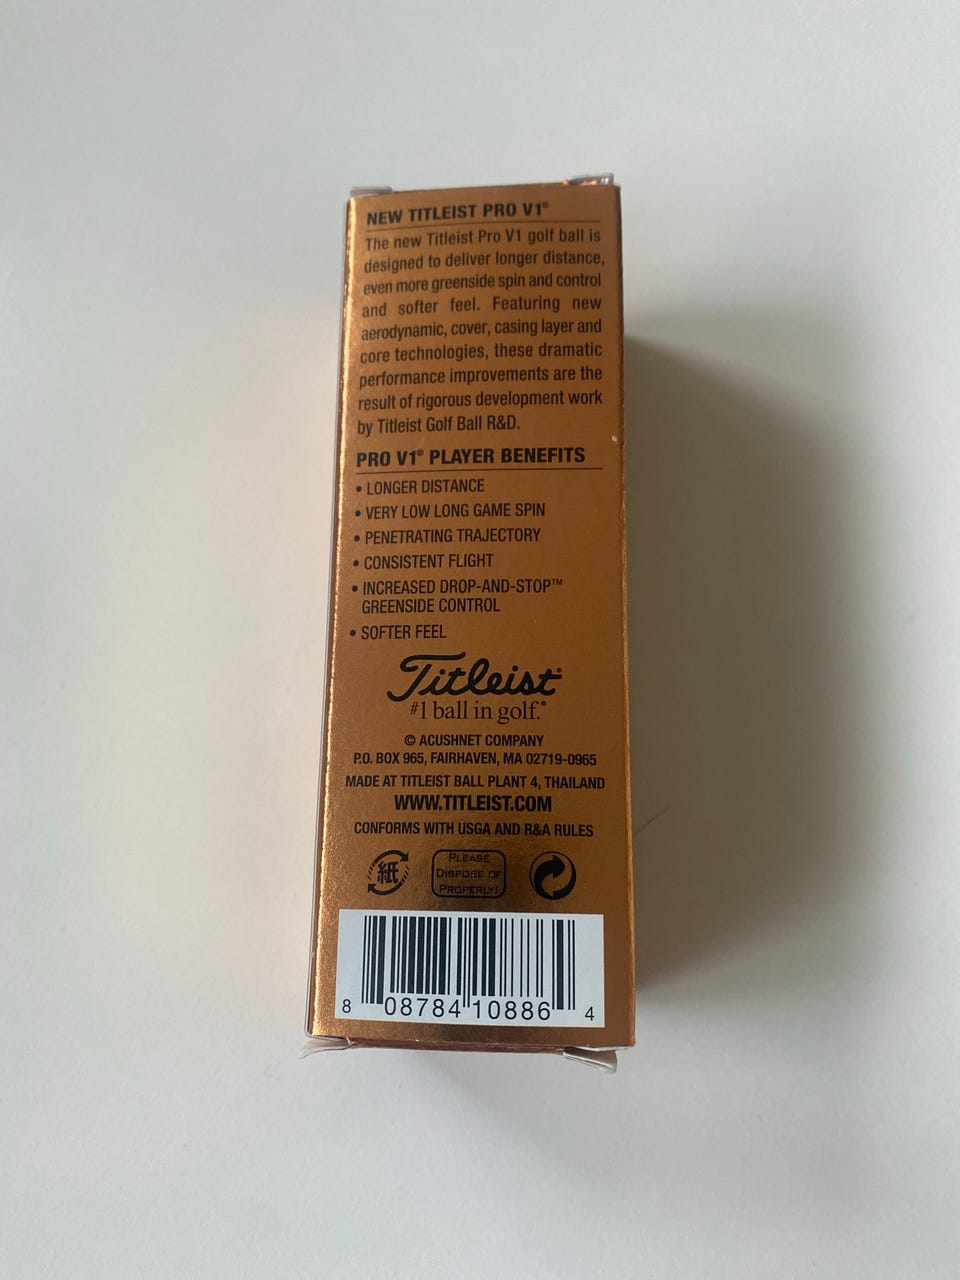 NEW TITLEIST PRO V1®
The new Titleist Pro V1 golf ball is
designed to deliver longer distance,
even more greenside spin and control
and softer feel. Featuring new
aerodynamic, cover, casing layer and
core technologies, these dramatic
performance improvements are the
result of rigorous development work
by Titleist Golf Ball R&D.
PRO V1® PLAYER BENEFITS
• LONGER DISTANCE
• VERY LOW LONG GAME SPIN
• PENETRATING TRAJECTORY
• CONSISTENT FLIGHT
• INCREASED DROP-AND-STOP™
GREENSIDE CONTROL
• SOFTER FEEL
Titleist®
#1 ball in golf.®
© ACUSHNET COMPANY
P.O. BOX 965, FAIRHAVEN, MA 02719-0965
MADE AT TITLEIST BALL PLANT 4, THAILAND
WWW.TITLEIST.COM
CONFORMS WITH USGA AND R&A RULES
紙
PLEASE
DISPOSE OF
PROPERLY!
8 08784 10886 4